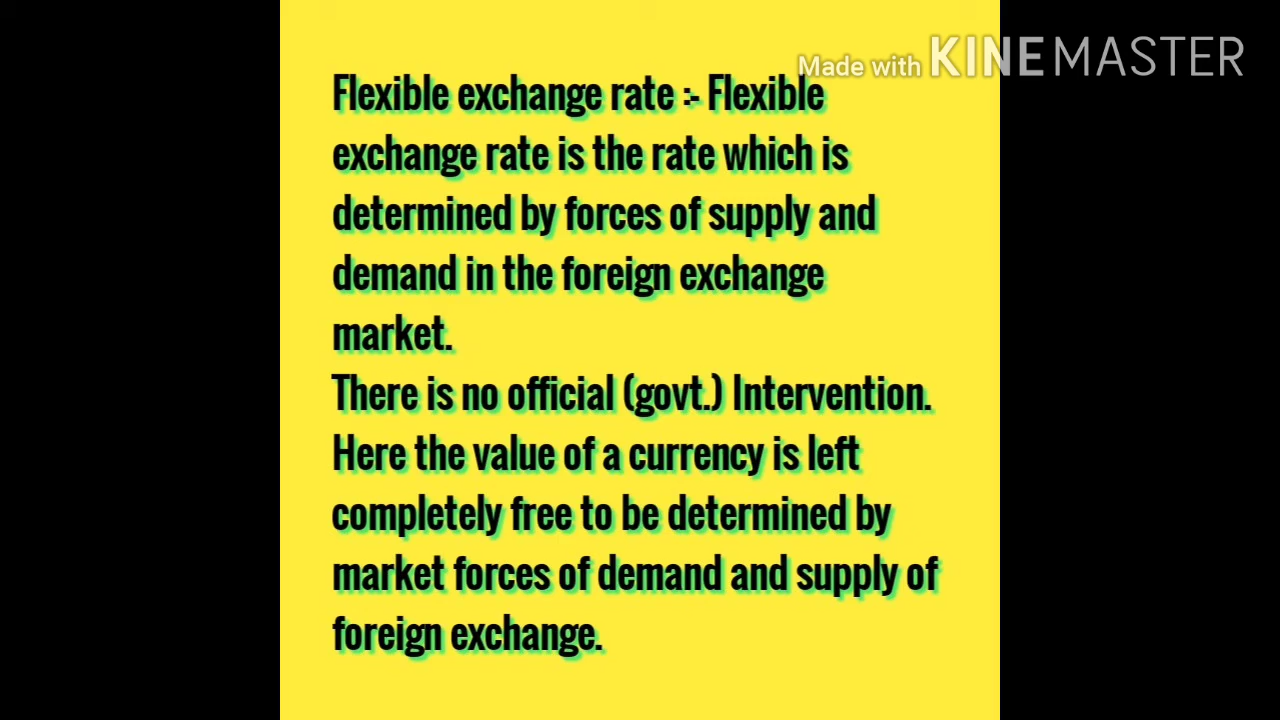 Made with KINEMASTER
Flexible exchange rate :- Flexible
exchange rate is the rate which is
determined by forces of supply and
demand in the foreign exchange
market.
There is no official (govt.) Intervention.
Here the value of a currency is left
completely free to be determined by
market forces of demand and supply of
foreign exchange.